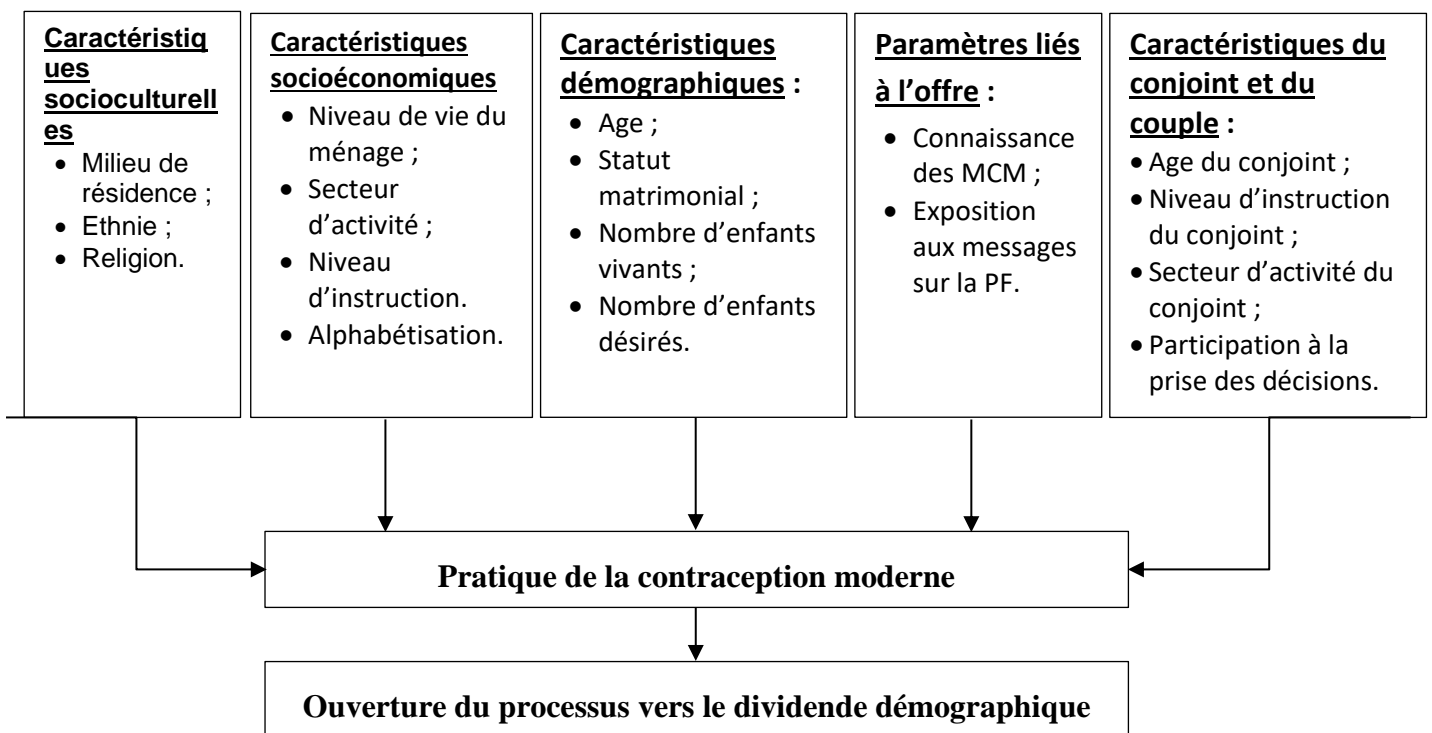 Caractéristiq
ues
socioculturell
es
• Milieu de
résidence ;
• Ethnie ;
• Religion.
Caractéristiques
socioéconomiques
• Niveau de vie du
ménage ;
• Secteur
d’activité ;
• Niveau
d’instruction.
• Alphabétisation.
Caractéristiques
démographiques :
• Age ;
• Statut
matrimonial ;
• Nombre d’enfants
vivants ;
• Nombre d’enfants
désirés.
Paramètres liés
à l’offre :
• Connaissance
des MCM ;
• Exposition
aux messages
sur la PF.
Caractéristiques du
conjoint et du
couple :
• Age du conjoint ;
• Niveau d’instruction
du conjoint ;
• Secteur d’activité du
conjoint ;
• Participation à la
prise des décisions.
Pratique de la contraception moderne
Ouverture du processus vers le dividende démographique